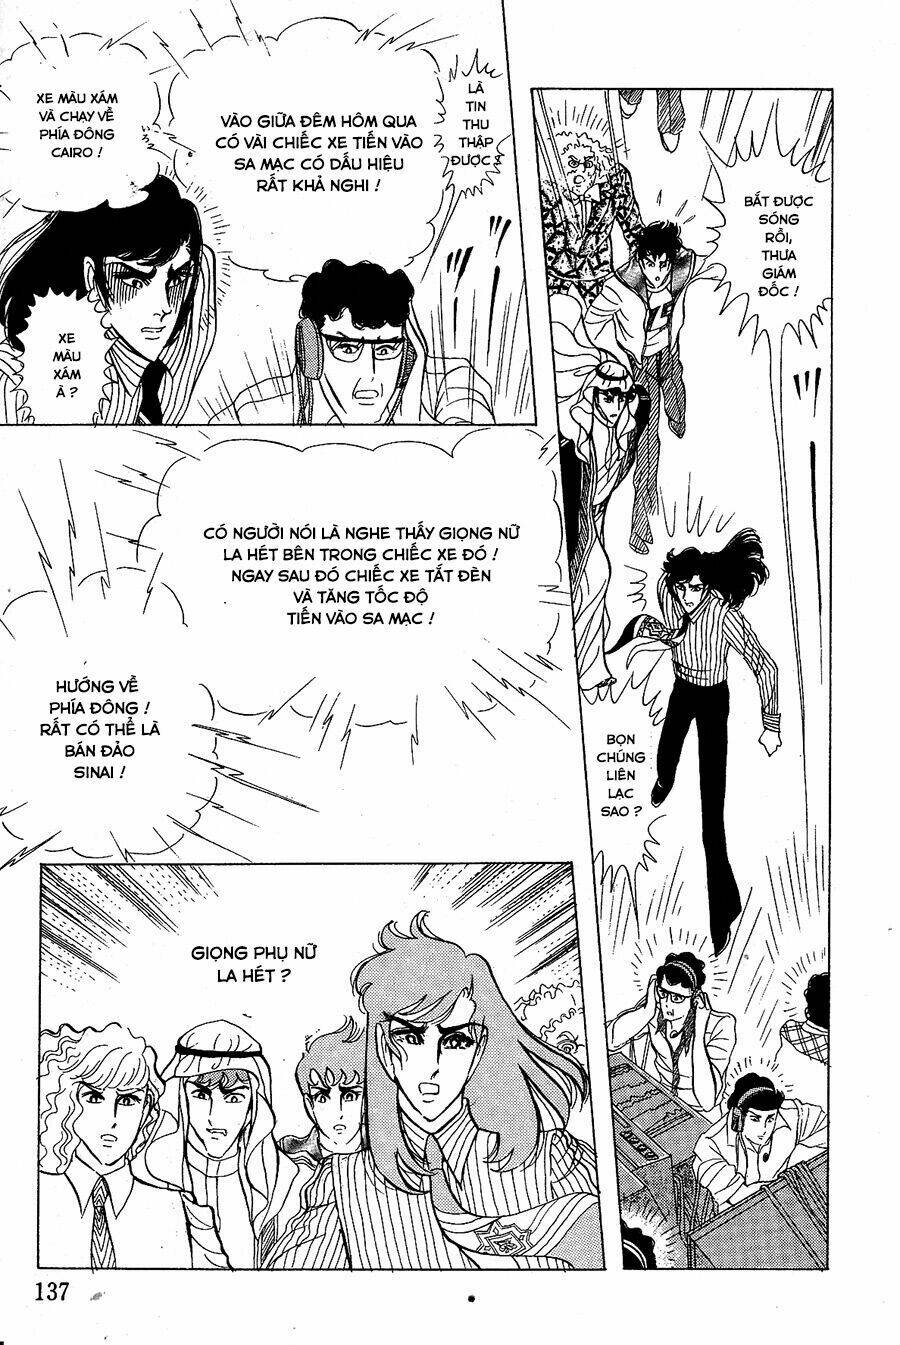 BẮT ĐƯỢC
SÓNG
RỒI,
THƯA
GIÁM
ĐỐC !
BỌN
CHÚNG
LIÊN
LẠC
SAO ?
LÀ
TIN
THU
THẬP
ĐƯỢC :
VÀO GIỮA ĐÊM HÔM QUA
CÓ VÀI CHIẾC XE TIẾN VÀO
SA MẠC CÓ DẤU HIỆU
RẤT KHẢ NGHI !
XE MÀU XÁM
VÀ CHẠY VỀ
PHÍA ĐÔNG
CAIRO !
XE
MÀU
XÁM
À ?
CÓ NGƯỜI NÓI LÀ NGHE THẤY GIỌNG NỮ
LA HÉT BÊN TRONG CHIẾC XE ĐÓ !
NGAY SAU ĐÓ CHIẾC XE TẮT ĐÈN
VÀ TĂNG TỐC ĐỘ
TIẾN VÀO SA MẠC !
HƯỚNG VỀ
PHÍA ĐÔNG !
RẤT CÓ THỂ LÀ
BÁN ĐẢO
SINAI !
GIỌNG PHỤ NỮ
LA HÉT ?
137